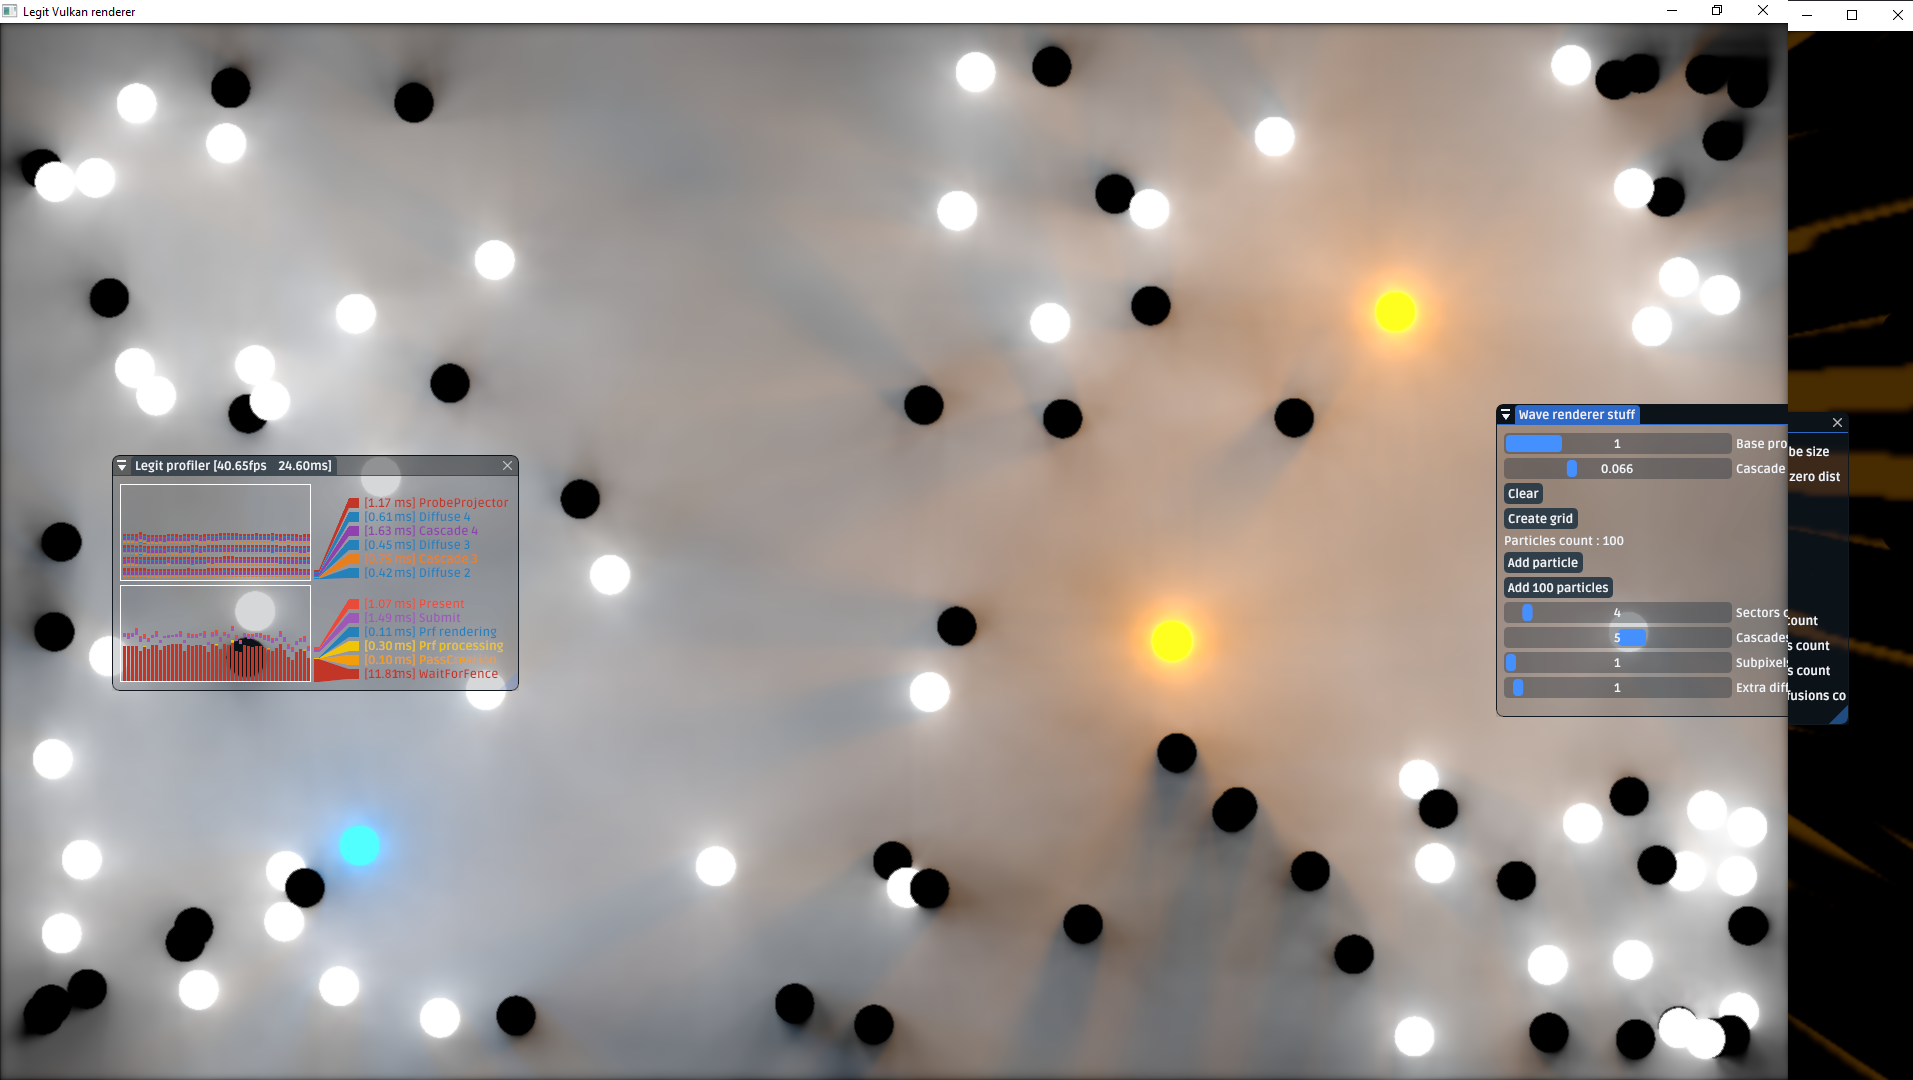 Legit Vulkan renderer
Wave renderer stuff
1 Base probe size
0.066 Cascade zero dist
Clear
Create grid
Particles count : 100
Add particle
Add 100 particles
4 Sectors count
5 Cascades count
1 Subpixels count
1 Extra diffusions co
Legit profiler [40.65fps 24.60ms]
[1.17 ms] ProbeProjector
[0.61 ms] Diffuse 4
[1.63 ms] Cascade 4
[0.45 ms] Diffuse 3
Cascade 3
[0.42 ms] Diffuse 2
[1.07 ms] Present
[1.49 ms] Submit
[0.11 ms] Prf rendering
[0.30 ms] Prf processing
[0.10 ms] PassCreation
[11.81ms] WaitForFence